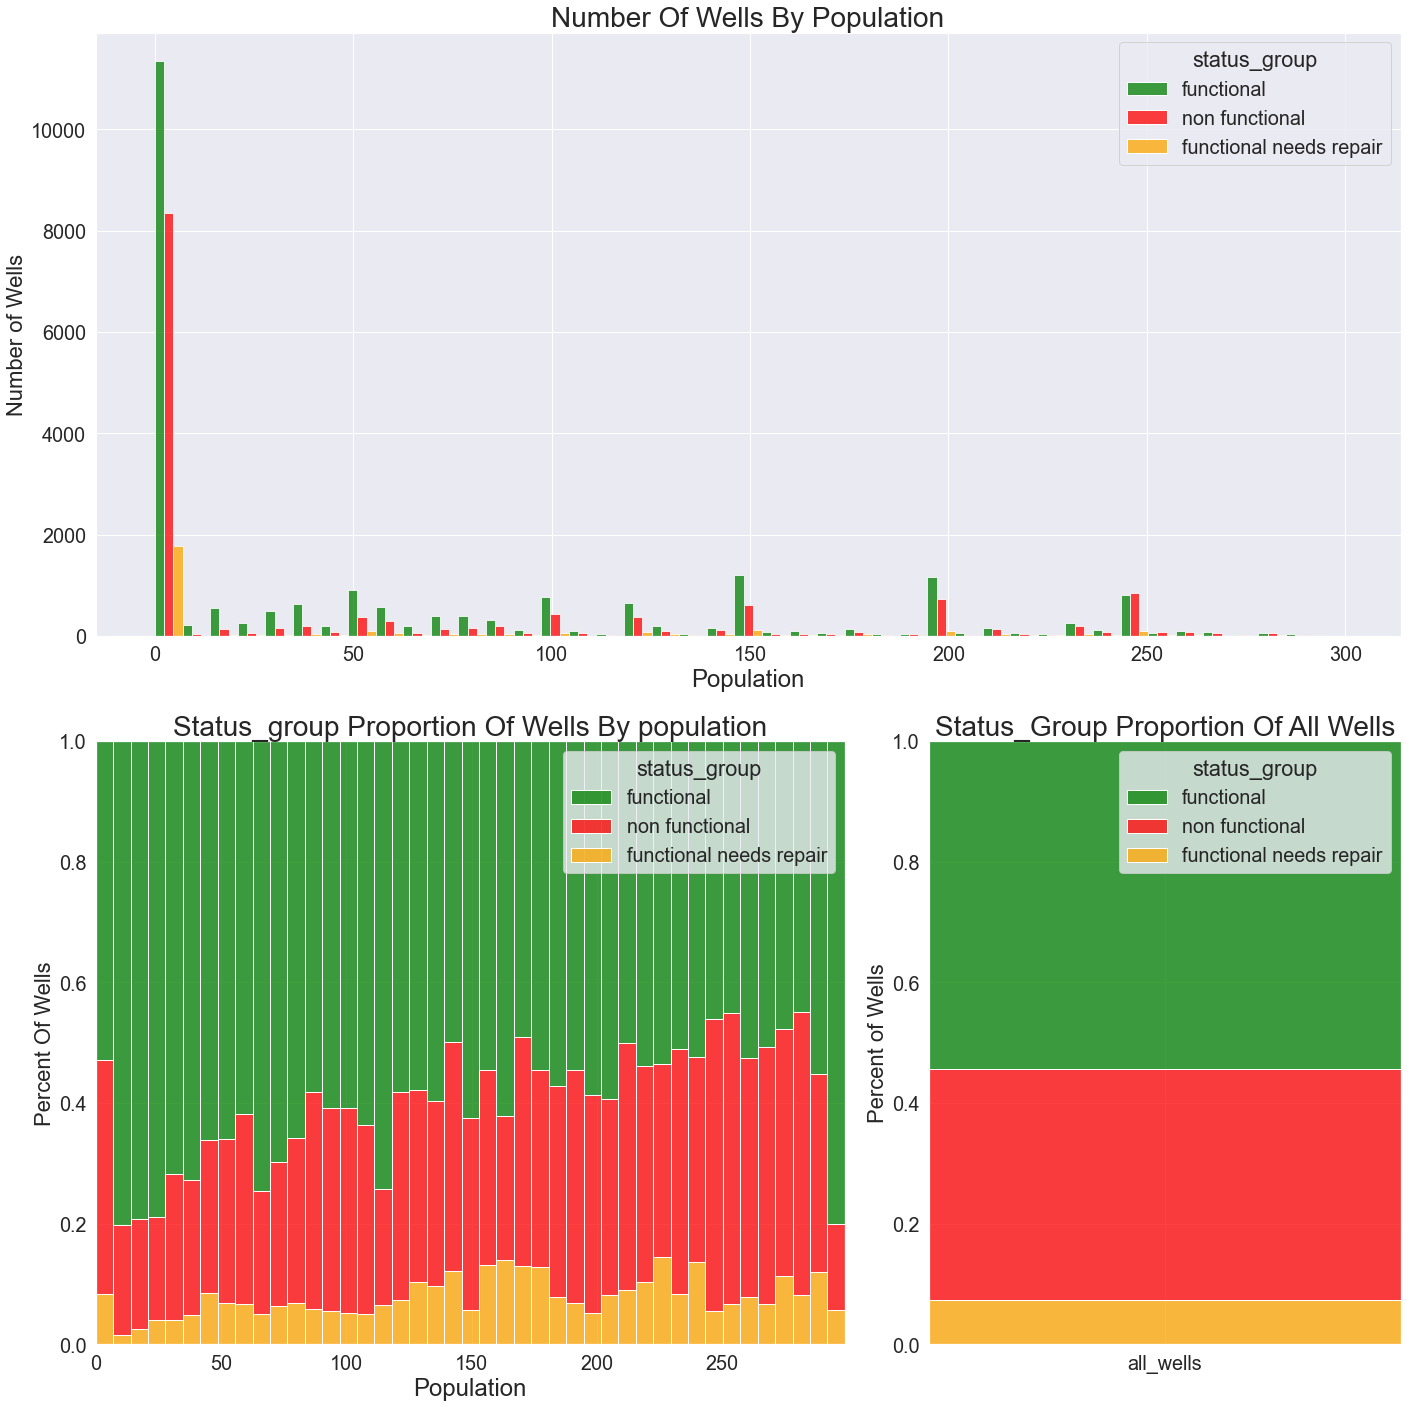 Number Of Wells By Population
status_group
functional
non functional
functional needs repair
Number of Wells
10000
8000
6000
4000
2000
0
0 50 100 150 200 250 300
Population
Status_group Proportion Of Wells By population
status_group
functional
non functional
functional needs repair
Percent Of Wells
1.0
0.8
0.6
0.4
0.2
0.0
0 50 100 150 200 250
Population
Status_Group Proportion Of All Wells
status_group
functional
non functional
functional needs repair
Percent of Wells
1.0
0.8
0.6
0.4
0.2
0.0
all_wells